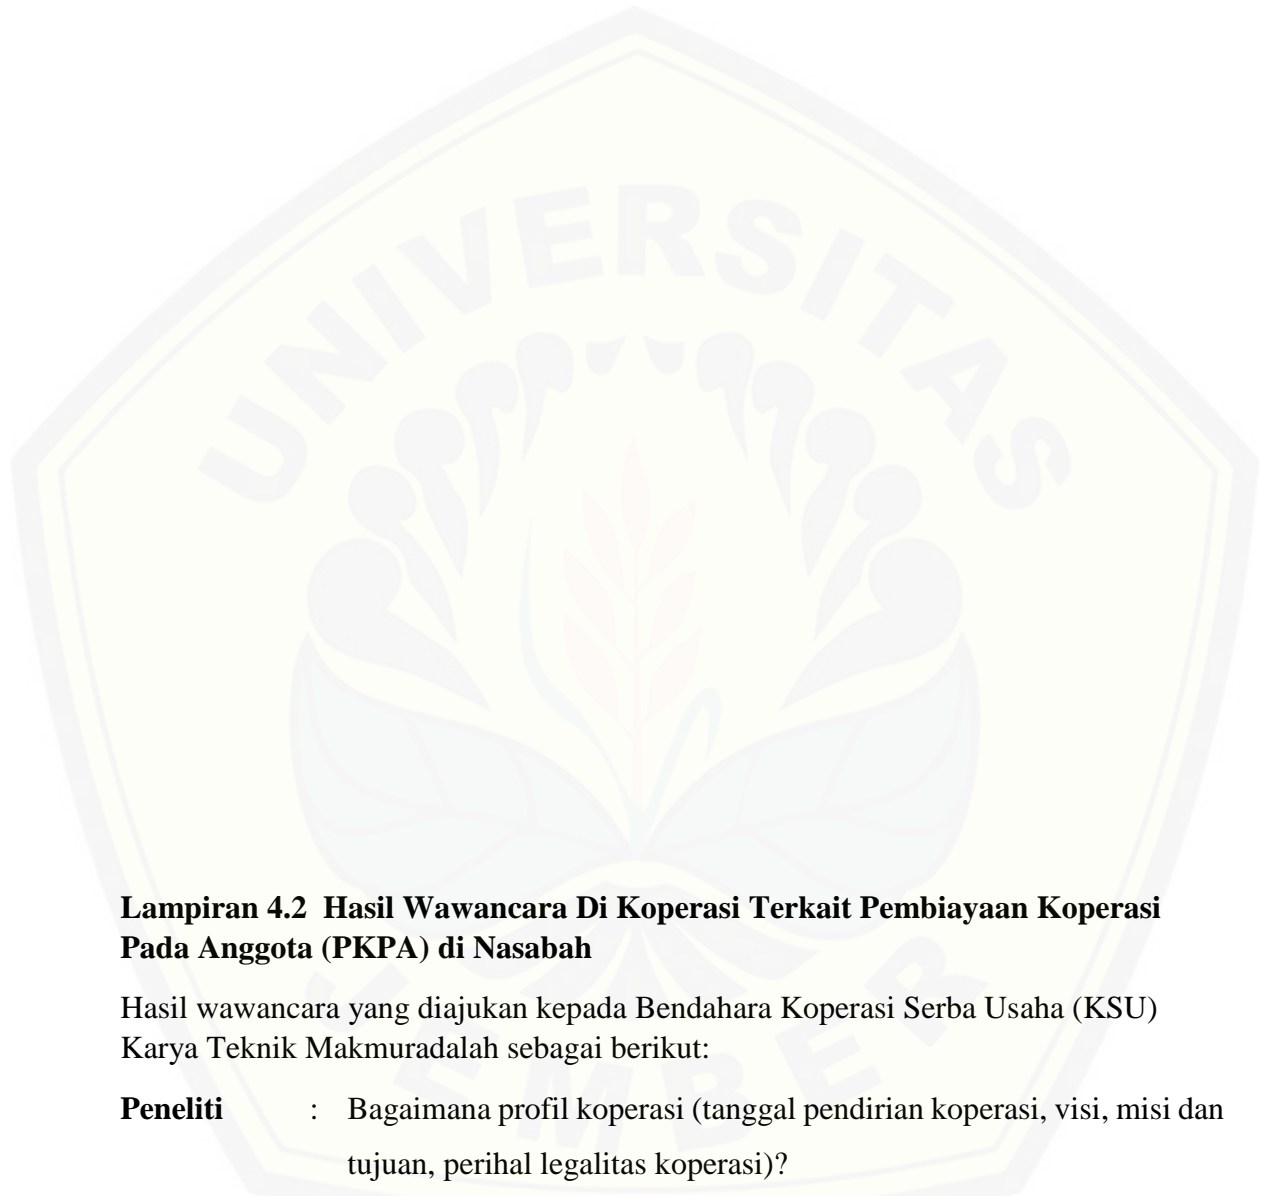 UNIVERSITAS
Lampiran 4.2 Hasil Wawancara Di Koperasi Terkait Pembiayaan Koperasi
Pada Anggota (PKPA) di Nasabah
Hasil wawancara yang diajukan kepada Bendahara Koperasi Serba Usaha (KSU)
Karya Teknik Makmuradalah sebagai berikut:
Peneliti : Bagaimana profil koperasi (tanggal pendirian koperasi, visi, misi dan
tujuan, perihal legalitas koperasi)?
JEMBER